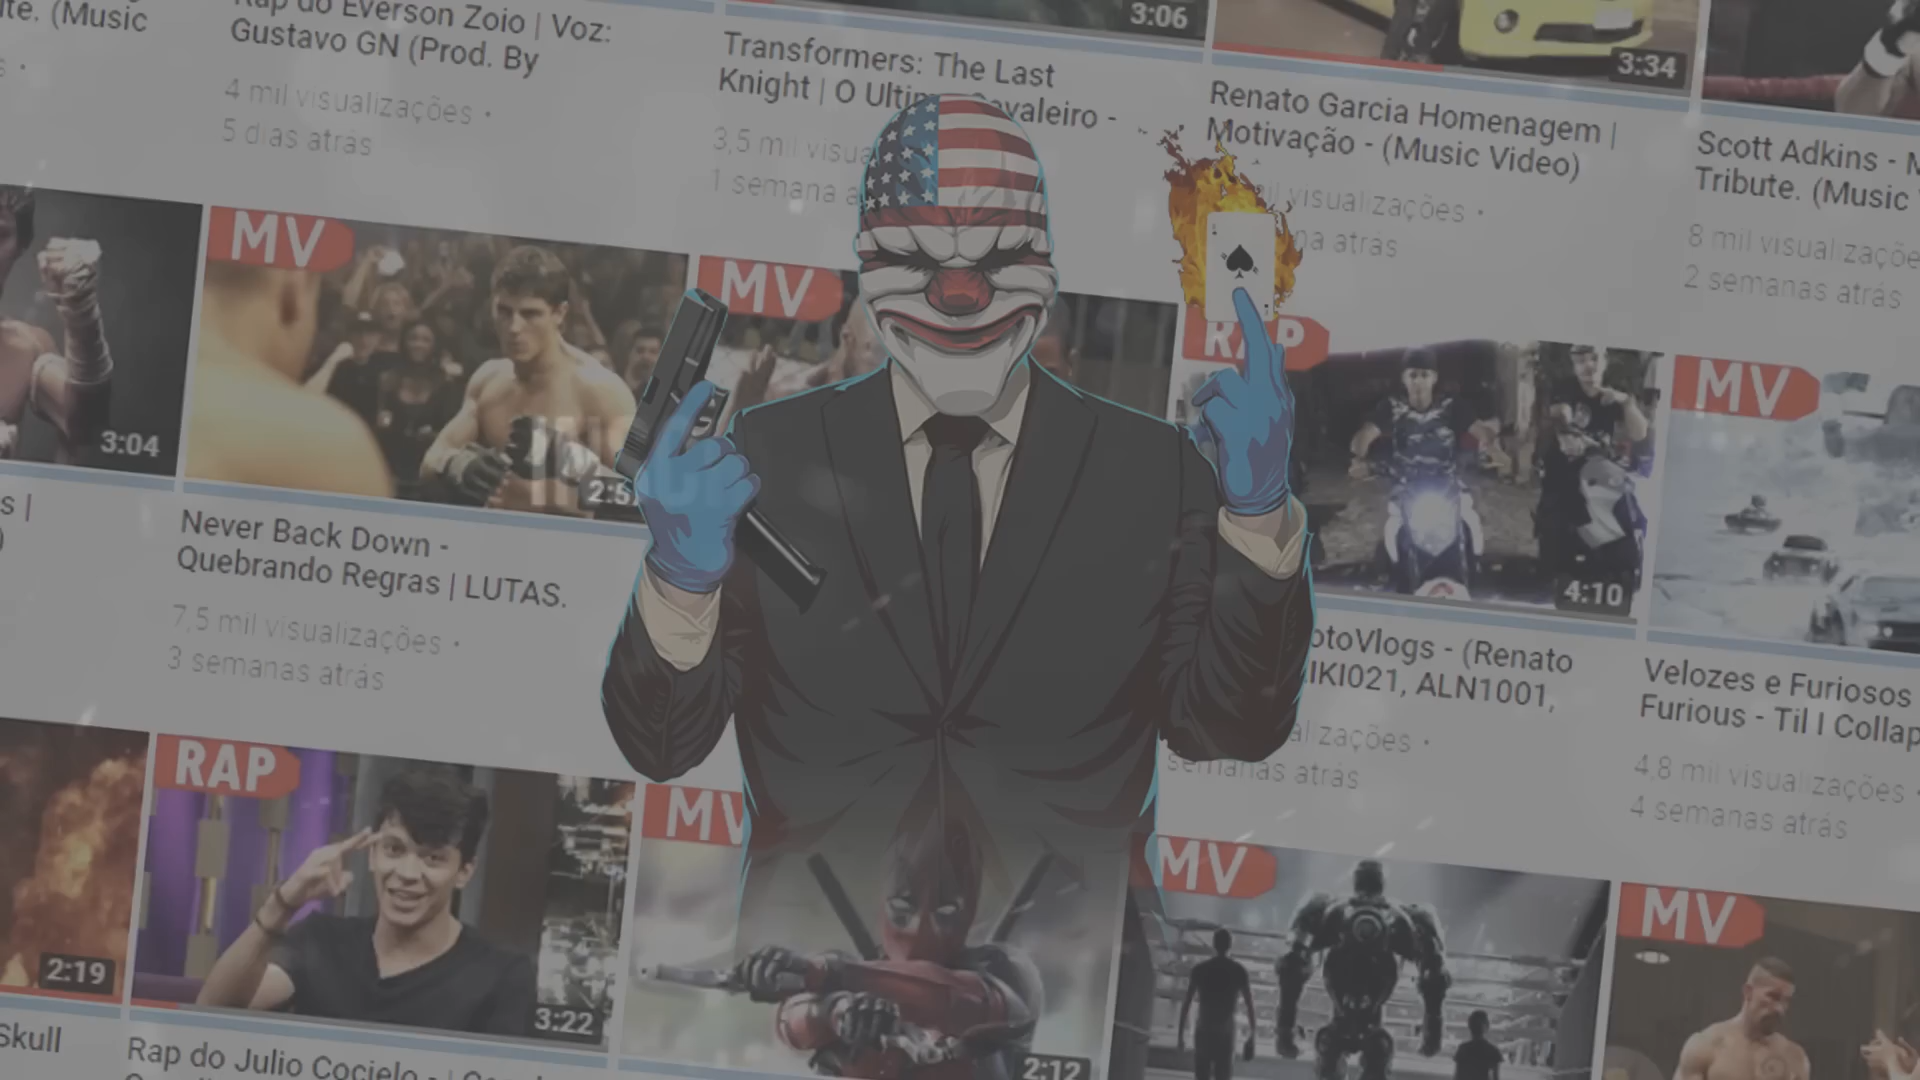 te. (Music
Rap do Everson Zoio | Voz:
Gustavo GN (Prod. By
4 mil visualizações •
5 dias atrás
3:06
Transformers: The Last
Knight | O Ultimo Cavaleiro -
3,5 mil
1 semana
3:34
Renato Garcia Homenagem |
Motivação - (Music Video)
visualizações •
atrás
Scott Adkins - M
Tribute. (Music
8 mil visualizaçõe
2 semanas atrás
3:04
MV
Never Back Down -
Quebrando Regras | LUTAS.
7,5 mil visualizações •
3 semanas atrás
MV
RAP
4:10
otoVlogs - (Renato
IKI021, ALN1001,
alizações •
semanas atrás
MV
Velozes e Furiosos
Furious - Til I Collap
4,8 mil visualizações •
4 semanas atrás
2:19
Skull
RAP
3:22
Rap do Julio Cocielo - |
MV
2:12
MV
MV